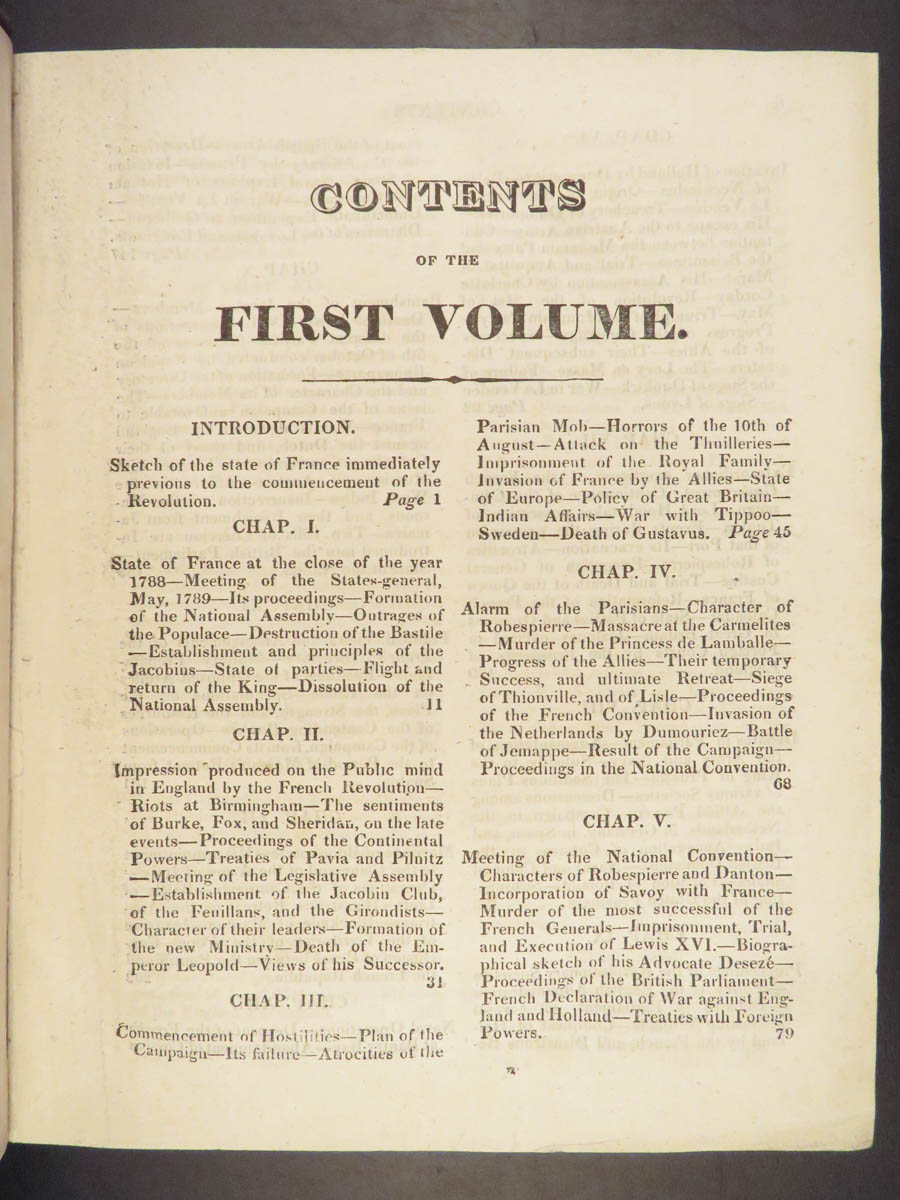 CONTENTS
OF THE
FIRST VOLUME.
INTRODUCTION.
Sketch of the state of France immediately
previous to the commencement of the
Revolution. Page 1
CHAP. I.
State of France at the close of the year
1788—Meeting of the States-general,
May, 1789—Its proceedings—Formation
of the National Assembly—Outrages of
the Populace—Destruction of the Bastile
—Establishment and principles of the
Jacobins—State of parties—Flight and
return of the King—Dissolution of the
National Assembly. 11
CHAP. II.
Impression produced on the Public mind
in England by the French Revolution—
Riots at Birmingham—The sentiments
of Burke, Fox, and Sheridan, on the late
events—Proceedings of the Continental
Powers—Treaties of Pavia and Pilnitz
—Meeting of the Legislative Assembly
—Establishment of the Jacobin Club,
of the Feuillans, and the Girondists—
Character of their leaders—Formation of
the new Ministry—Death of the Em-
peror Leopold—Views of his Successor.
31
CHAP. III.
Commencement of Hostilities—Plan of the
Campaign—Its failure—Atrocities of the
Parisian Mob—Horrors of the 10th of
August—Attack on the Thuilleries—
Imprisonment of the Royal Family—
Invasion of France by the Allies—State
of Europe—Policy of Great Britain—
Indian Affairs—War with Tippoo—
Sweden—Death of Gustavus. Page 45
CHAP. IV.
Alarm of the Parisians—Character of
Robespierre—Massacre at the Carmelites
—Murder of the Princess de Lamballe—
Progress of the Allies—Their temporary
Success, and ultimate Retreat—Siege
of Thionville, and of Lisle—Proceedings
of the French Convention—Invasion of
the Netherlands by Dumouriez—Battle
of Jemappe—Result of the Campaign—
Proceedings in the National Convention.
68
CHAP. V.
Meeting of the National Convention—
Characters of Robespierre and Danton—
Incorporation of Savoy with France—
Murder of the most successful of the
French Generals—Imprisonment, Trial,
and Execution of Lewis XVI.—Biogra-
phical sketch of his Advocate Desezé—
Proceedings of the British Parliament—
French Declaration of War against Eng-
land and Holland—Treaties with Foreign
Powers. 79